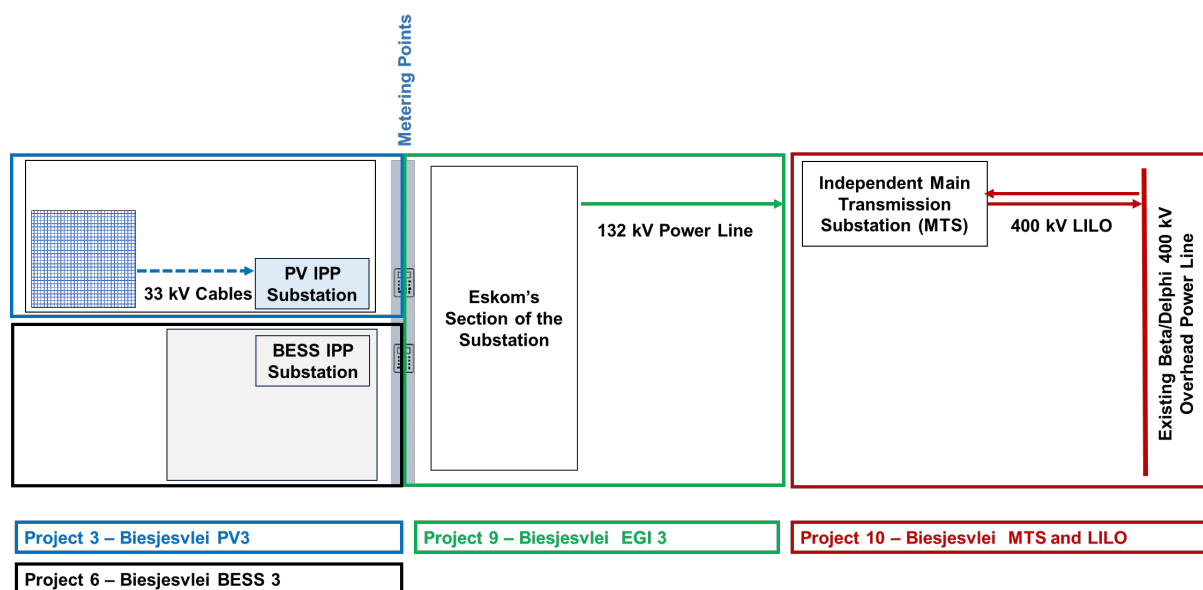 Metering Points
33 kV Cables
PV IPP
Substation
BESS IPP
Substation
Eskom's
Section of the
Substation
132 kV Power Line
Independent Main
Transmission
Substation (MTS)
400 kV LILO
Existing Beta/Delphi 400 kV
Overhead Power Line
Project 3 – Biesjesvlei PV3
Project 9 – Biesjesvlei EGI 3
Project 10 – Biesjesvlei MTS and LILO
Project 6 – Biesjesvlei BESS 3